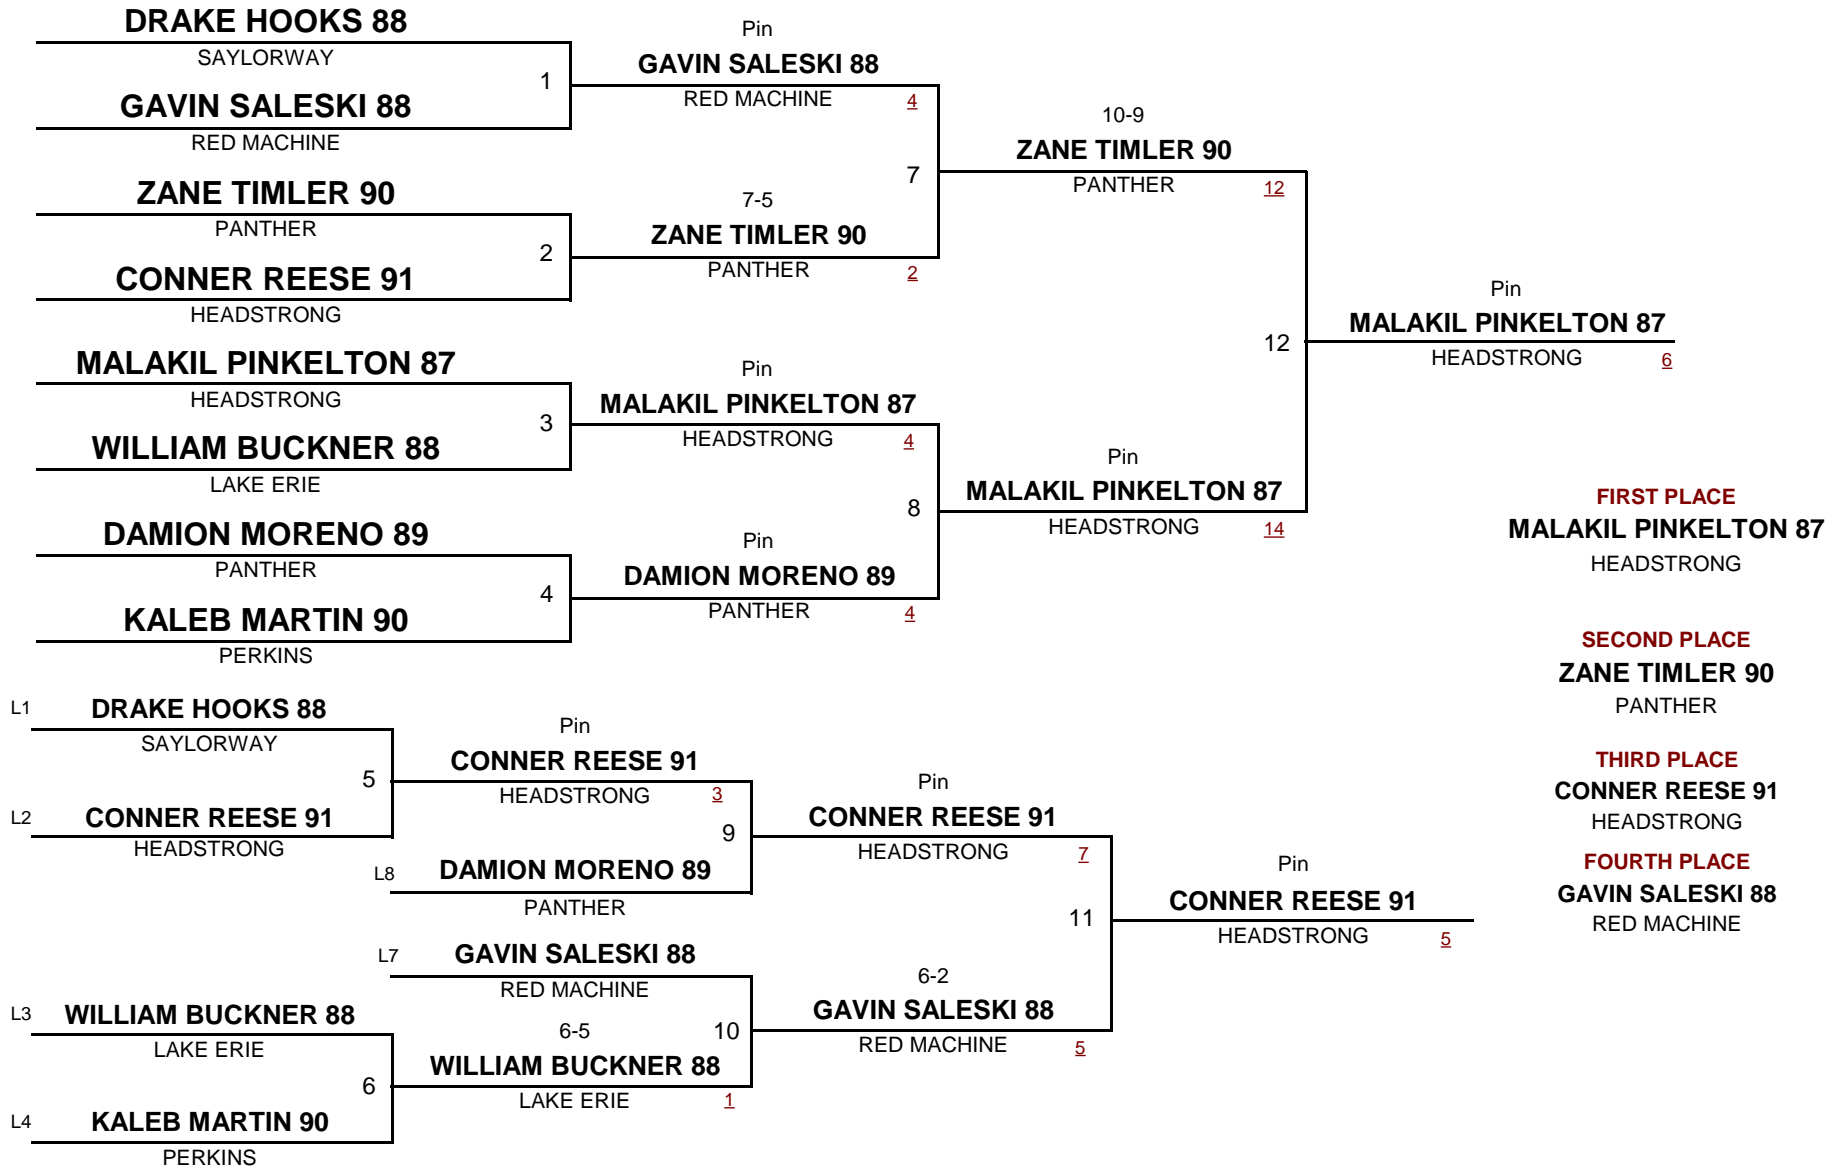 DRAKE HOOKS 88
SAYLORWAY
1
GAVIN SALESKI 88
RED MACHINE
ZANE TIMLER 90
PANTHER
2
CONNER REESE 91
HEADSTRONG
MALAKIL PINKELTON 87
HEADSTRONG
3
WILLIAM BUCKNER 88
LAKE ERIE
DAMION MORENO 89
PANTHER
4
KALEB MARTIN 90
PERKINS
Pin
GAVIN SALESKI 88
RED MACHINE 4
7
7-5
ZANE TIMLER 90
PANTHER 2
Pin
MALAKIL PINKELTON 87
HEADSTRONG 4
8
Pin
DAMION MORENO 89
PANTHER 4
10-9
ZANE TIMLER 90
PANTHER 12
12
Pin
MALAKIL PINKELTON 87
HEADSTRONG 14
Pin
MALAKIL PINKELTON 87
HEADSTRONG 6
FIRST PLACE
MALAKIL PINKELTON 87
HEADSTRONG
SECOND PLACE
ZANE TIMLER 90
PANTHER
THIRD PLACE
CONNER REESE 91
HEADSTRONG
FOURTH PLACE
GAVIN SALESKI 88
RED MACHINE
L1 DRAKE HOOKS 88
SAYLORWAY
5
L2 CONNER REESE 91
HEADSTRONG
L3 WILLIAM BUCKNER 88
LAKE ERIE
6
L4 KALEB MARTIN 90
PERKINS
Pin
CONNER REESE 91
HEADSTRONG 3
9
L8 DAMION MORENO 89
PANTHER
L7 GAVIN SALESKI 88
RED MACHINE
6-5 10
WILLIAM BUCKNER 88
LAKE ERIE 1
Pin
CONNER REESE 91
HEADSTRONG 7
11
6-2
GAVIN SALESKI 88
RED MACHINE 5
Pin
CONNER REESE 91
HEADSTRONG 5